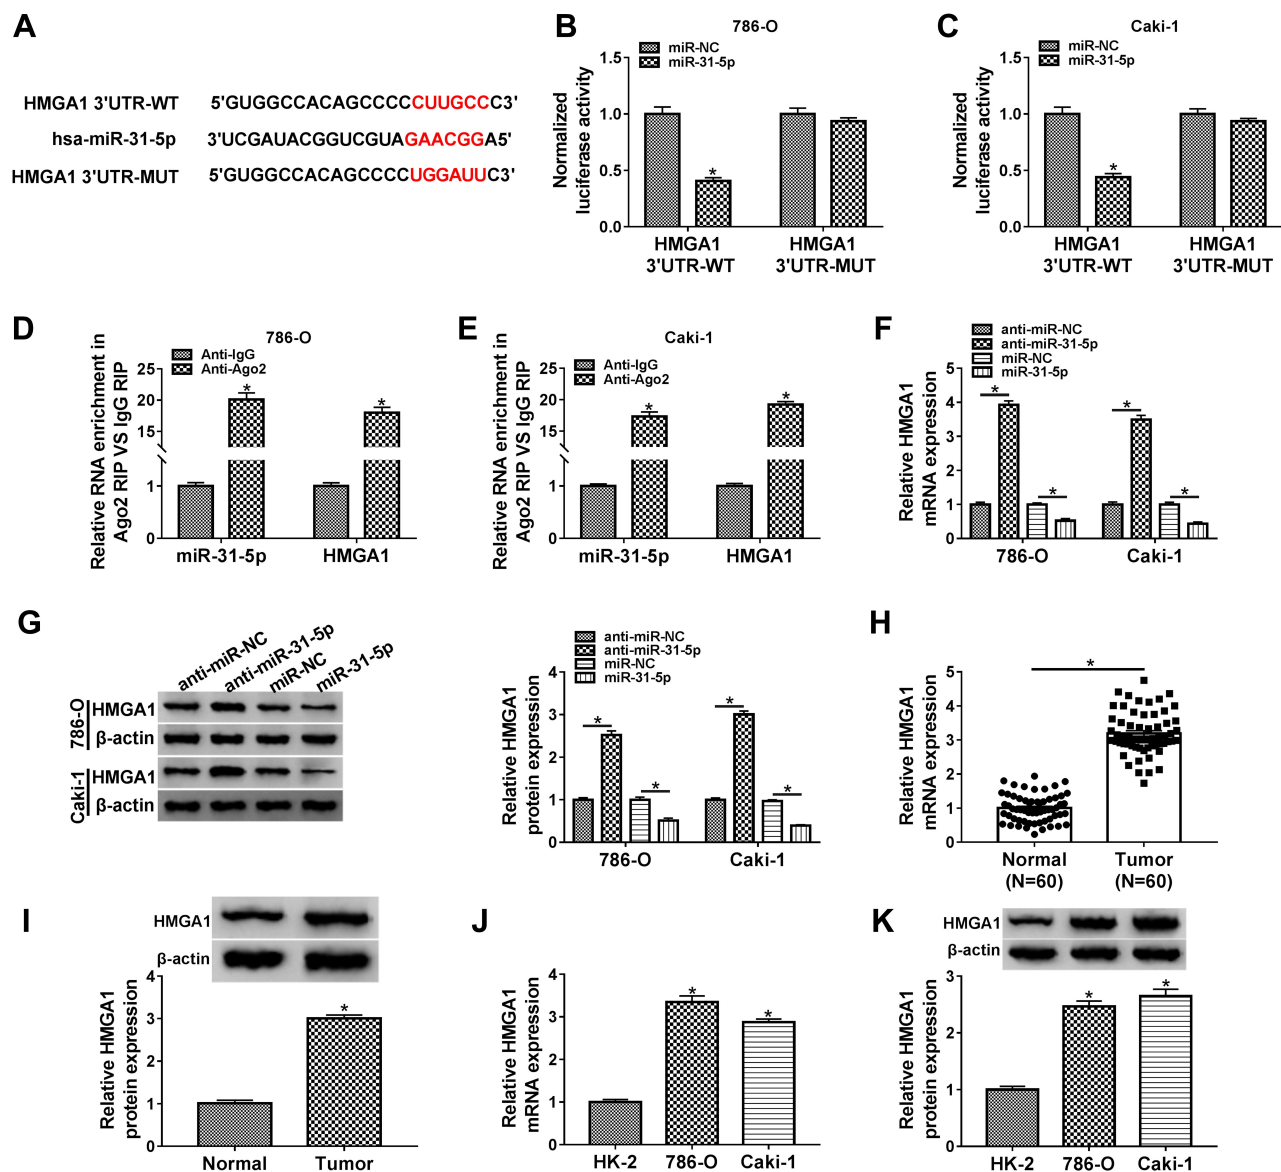 A
HMGA1 3'UTR-WT 5'GUGGCCACAGCCCCCUUGCCC3'
hsa-miR-31-5p 3'UCGAUACGGUCGUAGAACGGA5'
HMGA1 3'UTR-MUT 5'GUGGCCACAGCCCCUGGAUUC3'
B
786-O
miR-NC
miR-31-5p
Normalized
luciferase activity
1.5
1.0
0.5
0.0
*
HMGA1
3'UTR-WT
HMGA1
3'UTR-MUT
C
Caki-1
miR-NC
miR-31-5p
Normalized
luciferase activity
1.5
1.0
0.5
0.0
*
HMGA1
3'UTR-WT
HMGA1
3'UTR-MUT
D
786-O
Anti-IgG
Anti-Ago2
Relative RNA enrichment in
Ago2 RIP VS IgG RIP
25
20
15
1
0
* *
miR-31-5p HMGA1
E
Caki-1
Anti-IgG
Anti-Ago2
Relative RNA enrichment in
Ago2 RIP VS IgG RIP
25
20
15
1
0
* *
miR-31-5p HMGA1
F
anti-miR-NC
anti-miR-31-5p
miR-NC
miR-31-5p
Relative HMGA1
mRNA expression
5
4
3
2
1
0
* * * *
786-O Caki-1
G
anti-miR-NC
anti-miR-31-5p
miR-NC
miR-31-5p
786-O
HMGA1
β-actin
Caki-1
HMGA1
β-actin
anti-miR-NC
anti-miR-31-5p
miR-NC
miR-31-5p
Relative HMGA1
protein expression
4
3
2
1
0
* * * *
786-O Caki-1
H
Relative HMGA1
mRNA expression
5
4
3
2
1
0
*
Normal
(N=60)
Tumor
(N=60)
I
HMGA1
β-actin
Relative HMGA1
protein expression
4
3
2
1
0
*
Normal Tumor
J
Relative HMGA1
mRNA expression
4
3
2
1
0
* *
HK-2 786-O Caki-1
K
HMGA1
β-actin
Relative HMGA1
protein expression
3
2
1
0
* *
HK-2 786-O Caki-1